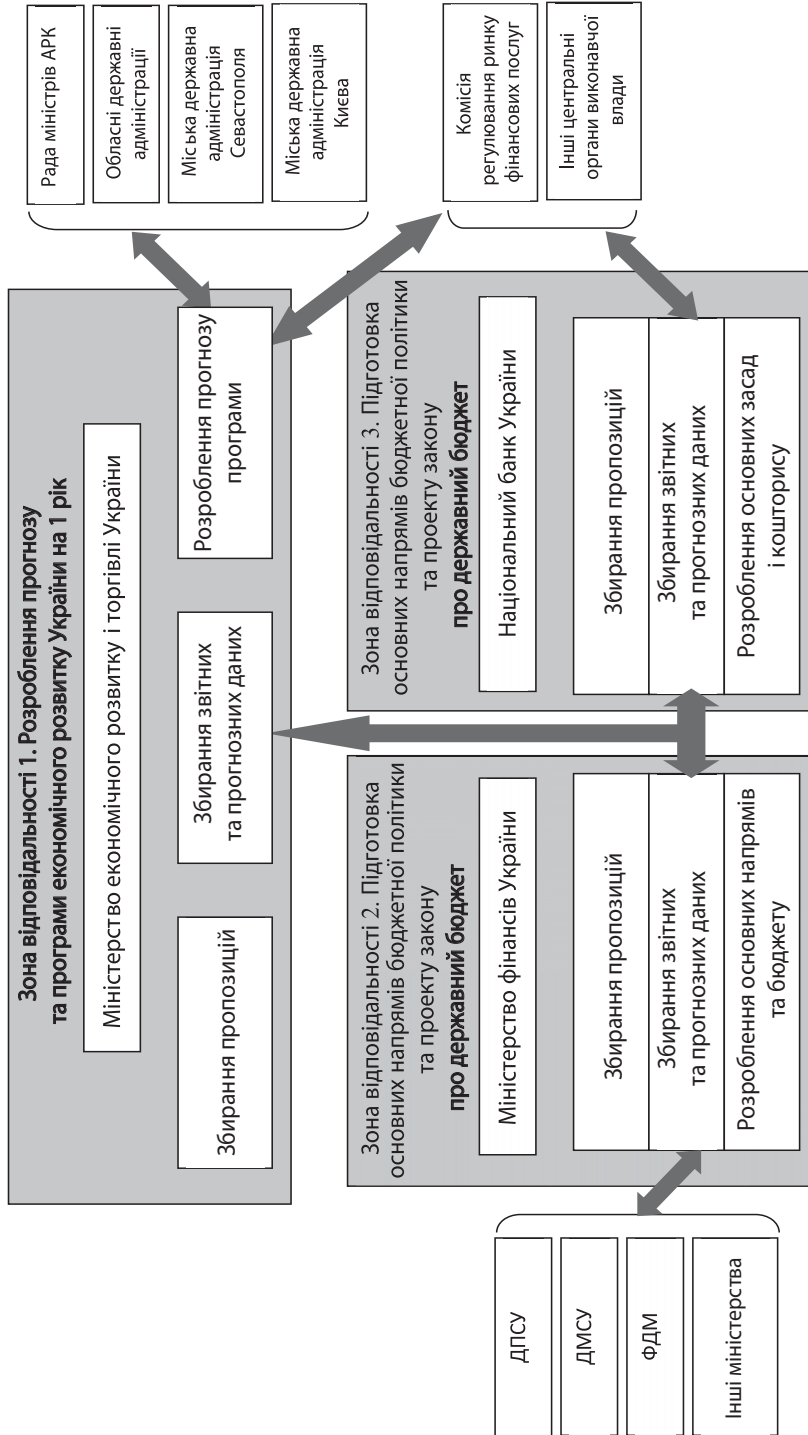 Зона відповідальності 1. Розроблення прогнозу
та програми економічного розвитку України на 1 рік
Міністерство економічного розвитку і торгівлі України
Збирання пропозицій
Збирання звітних
та прогнозних даних
Розроблення прогнозу
програми
Рада міністрів АРК
Обласні державні
адміністрації
Міська державна
адміністрація
Севастополя
Міська державна
адміністрація
Києва
Зона відповідальності 2. Підготовка
основних напрямів бюджетної політики
та проекту закону
про державний бюджет
Міністерство фінансів України
Збирання пропозицій
Збирання звітних
та прогнозних даних
Розроблення основних напрямів
та бюджету
Зона відповідальності 3. Підготовка
основних напрямів бюджетної політики
та проекту закону
про державний бюджет
Національний банк України
Збирання пропозицій
Збирання звітних
та прогнозних даних
Розроблення основних засад
і кошторису
Комісія
регулювання ринку
фінансових послуг
Інші центральні
органи виконавчої
влади
ДПСУ
ДМСУ
ФДМ
Інші міністерства